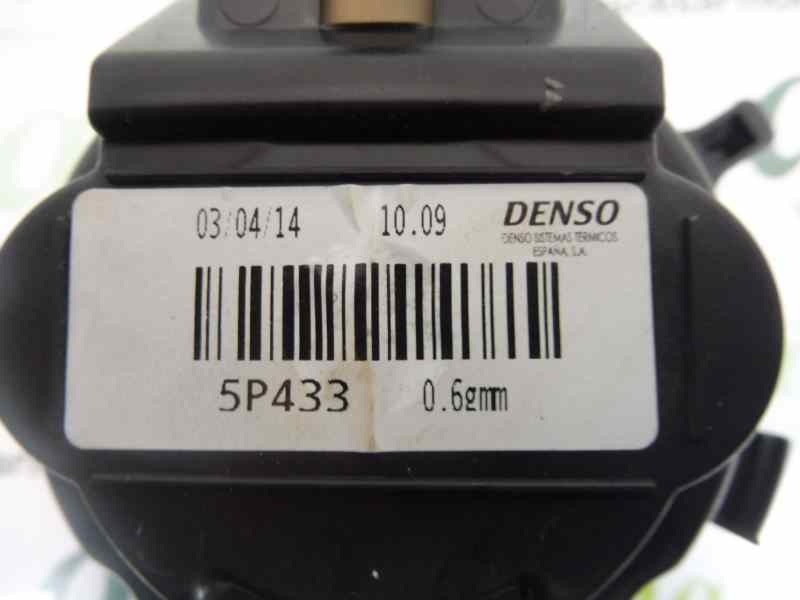 03/04/14 10.09 DENSO
DENSO SISTEMAS TERMICOS
ESPAÑA, S.A.
5P433 0.6gmm